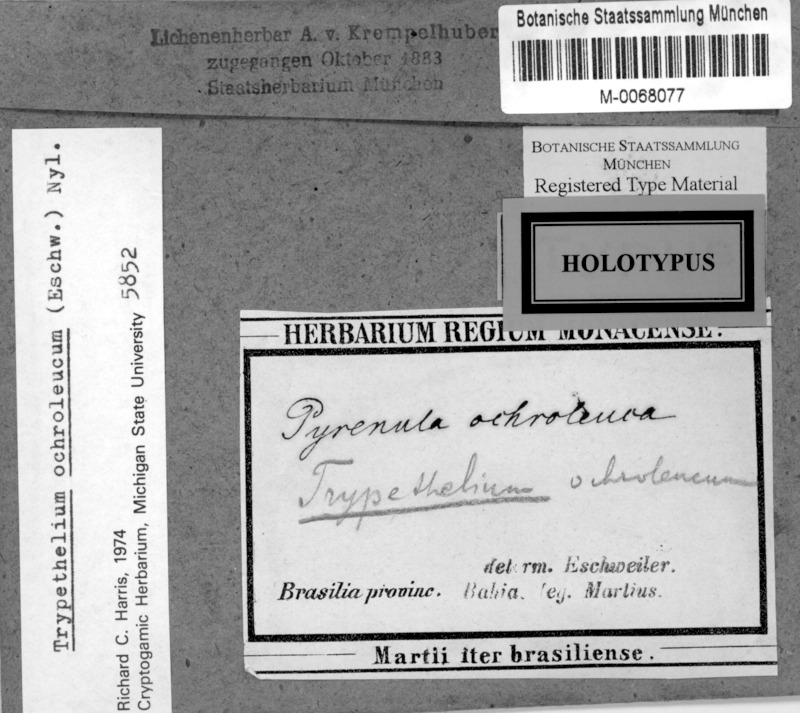 Lichenenherbar A. v. Krempelhuber
zugegangen Oktober 1883
Staatsherbarium München
Botanische Staatssammlung München
M-0068077
BOTANISCHE STAATSSAMMLUNG
MÜNCHEN
Registered Type Material
HOLOTYPUS
HERBARIUM REGIUM MONACENSE.
Pyrenula ochroleuca
Trypethelium ochroleucum
determ. Eschweiler.
Brasilia provinc. Bahia. leg. Martius.
Martii iter brasiliense.
Trypethelium ochroleucum (Eschw.) Nyl.
Richard C. Harris, 1974
Cryptogamic Herbarium, Michigan State University 5852